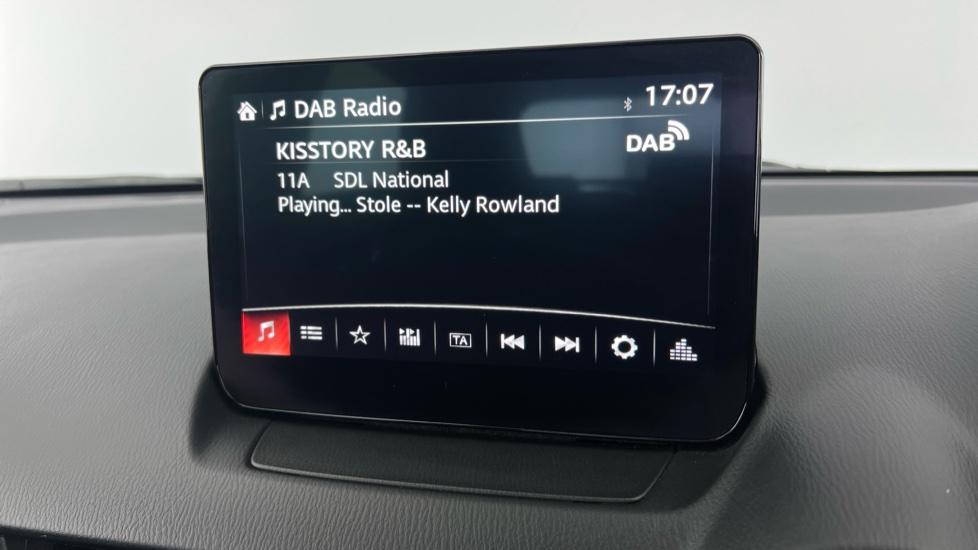 DAB Radio
17:07
KISSTORY R&B
DAB
11A SDL National
Playing... Stole -- Kelly Rowland
TA